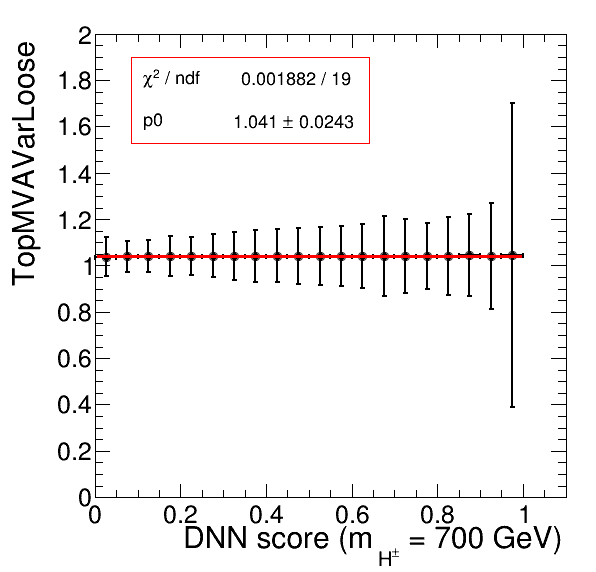 TopMVAVarLoose
2
1.8
1.6
1.4
1.2
1
0.8
0.6
0.4
0.2
0
χ² / ndf 0.001882 / 19
p0 1.041 ± 0.0243
0 0.2 0.4 0.6 0.8 1
DNN score (m_H± = 700 GeV)